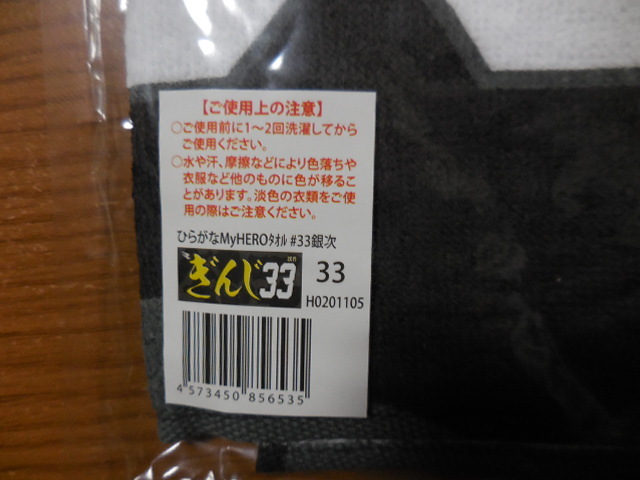 【ご使用上の注意】
○ご使用前に1〜2回洗濯してから
ご使用ください。
○水や汗、摩擦などにより色落ちや
衣服など他のものに色が移るこ
とがあります。淡色の衣類をご使
用の際はご注意ください。
ひらがなMyHEROタオル #33銀次
ぎんじ33
33
H0201105
4 573450 856535